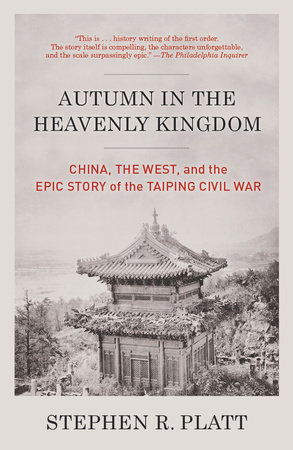 “This is . . . history writing of the first order.
The story itself is compelling, the characters unforgettable,
and the scale surpassingly epic.” —The Philadelphia Inquirer
AUTUMN IN THE
HEAVENLY KINGDOM
CHINA, THE WEST, and the
EPIC STORY of the TAIPING CIVIL WAR
STEPHEN R. PLATT